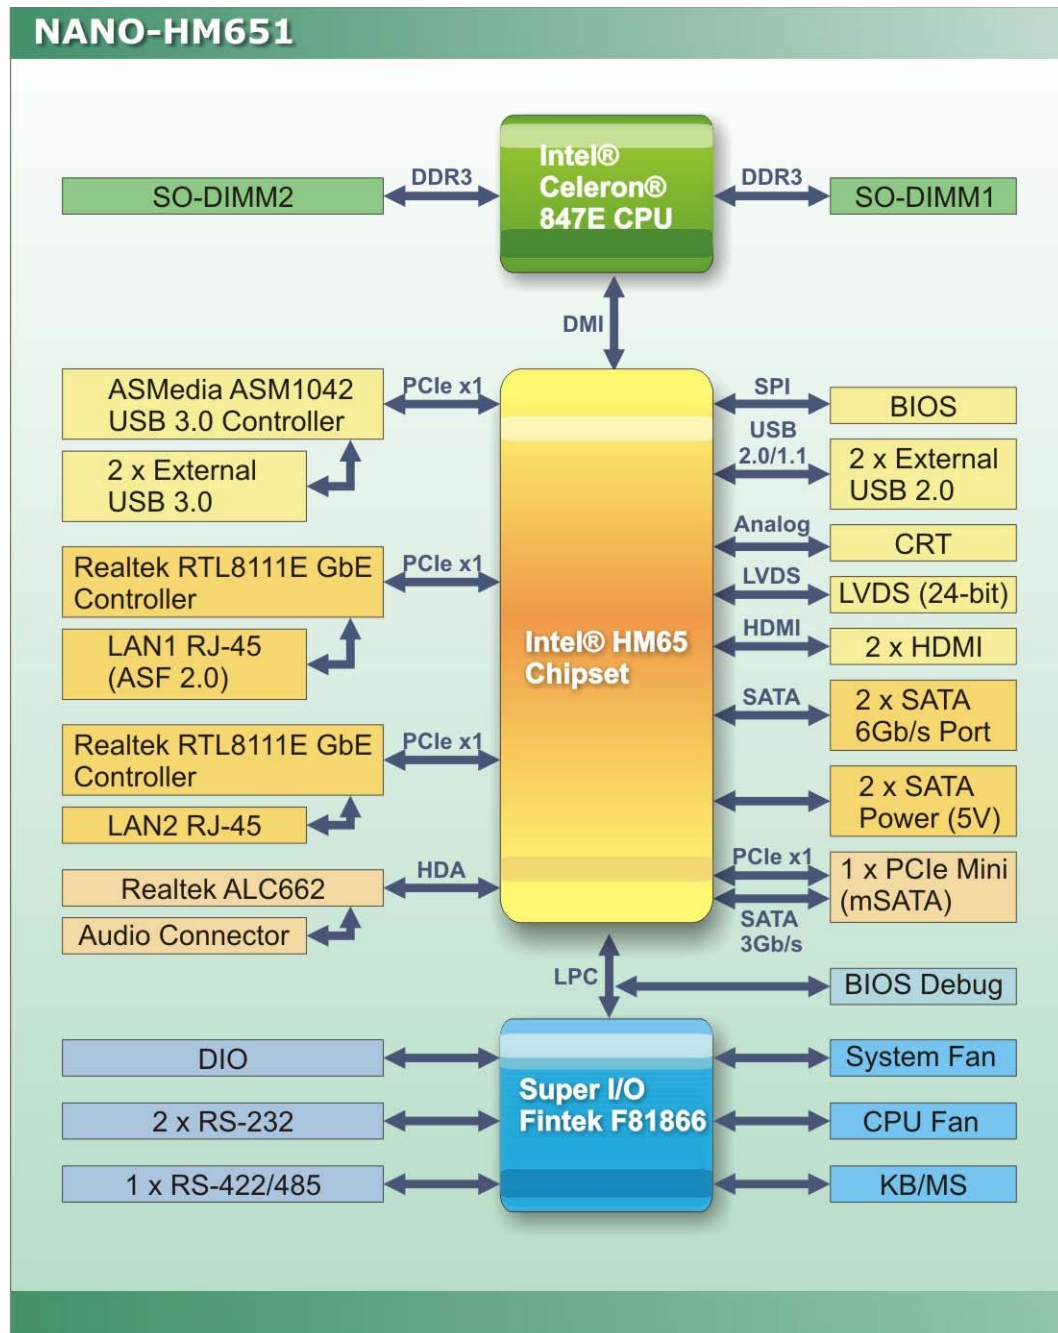 NANO-HM651
Intel®
Celeron®
847E CPU
DDR3
DDR3
SO-DIMM2
SO-DIMM1
DMI
ASMedia ASM1042
USB 3.0 Controller
PCIe x1
2 x External
USB 3.0
Realtek RTL8111E GbE
Controller
PCIe x1
LAN1 RJ-45
(ASF 2.0)
Realtek RTL8111E GbE
Controller
PCIe x1
LAN2 RJ-45
Realtek ALC662
HDA
Audio Connector
Intel® HM65
Chipset
SPI
BIOS
USB
2.0/1.1
2 x External
USB 2.0
Analog
CRT
LVDS
LVDS (24-bit)
HDMI
2 x HDMI
SATA
2 x SATA
6Gb/s Port
2 x SATA
Power (5V)
PCIe x1
1 x PCIe Mini
(mSATA)
SATA
3Gb/s
LPC
BIOS Debug
DIO
2 x RS-232
1 x RS-422/485
Super I/O
Fintek F81866
System Fan
CPU Fan
KB/MS